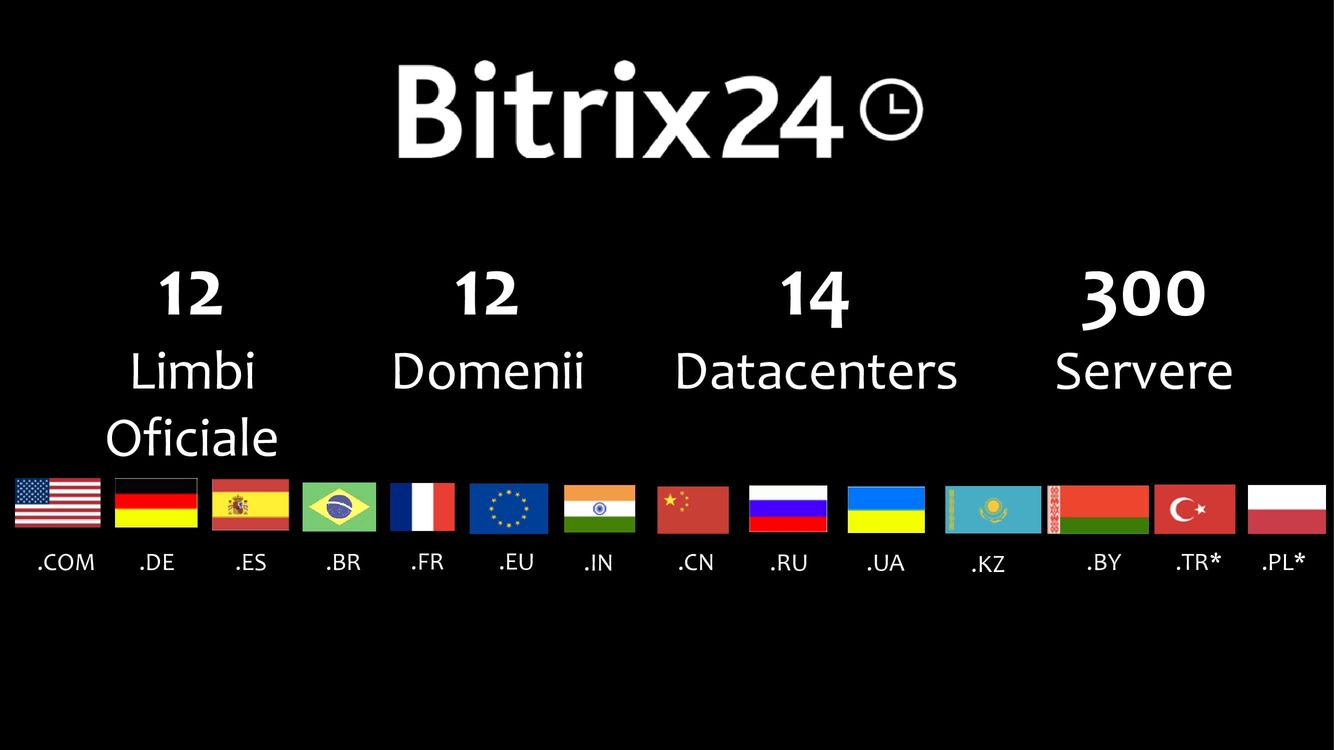 Bitrix24
12 12 14 300
Limbi Domenii Datacenters Servere
Oficiale
.COM .DE .ES .BR .FR .EU .IN .CN .RU .UA .KZ .BY .TR* .PL*